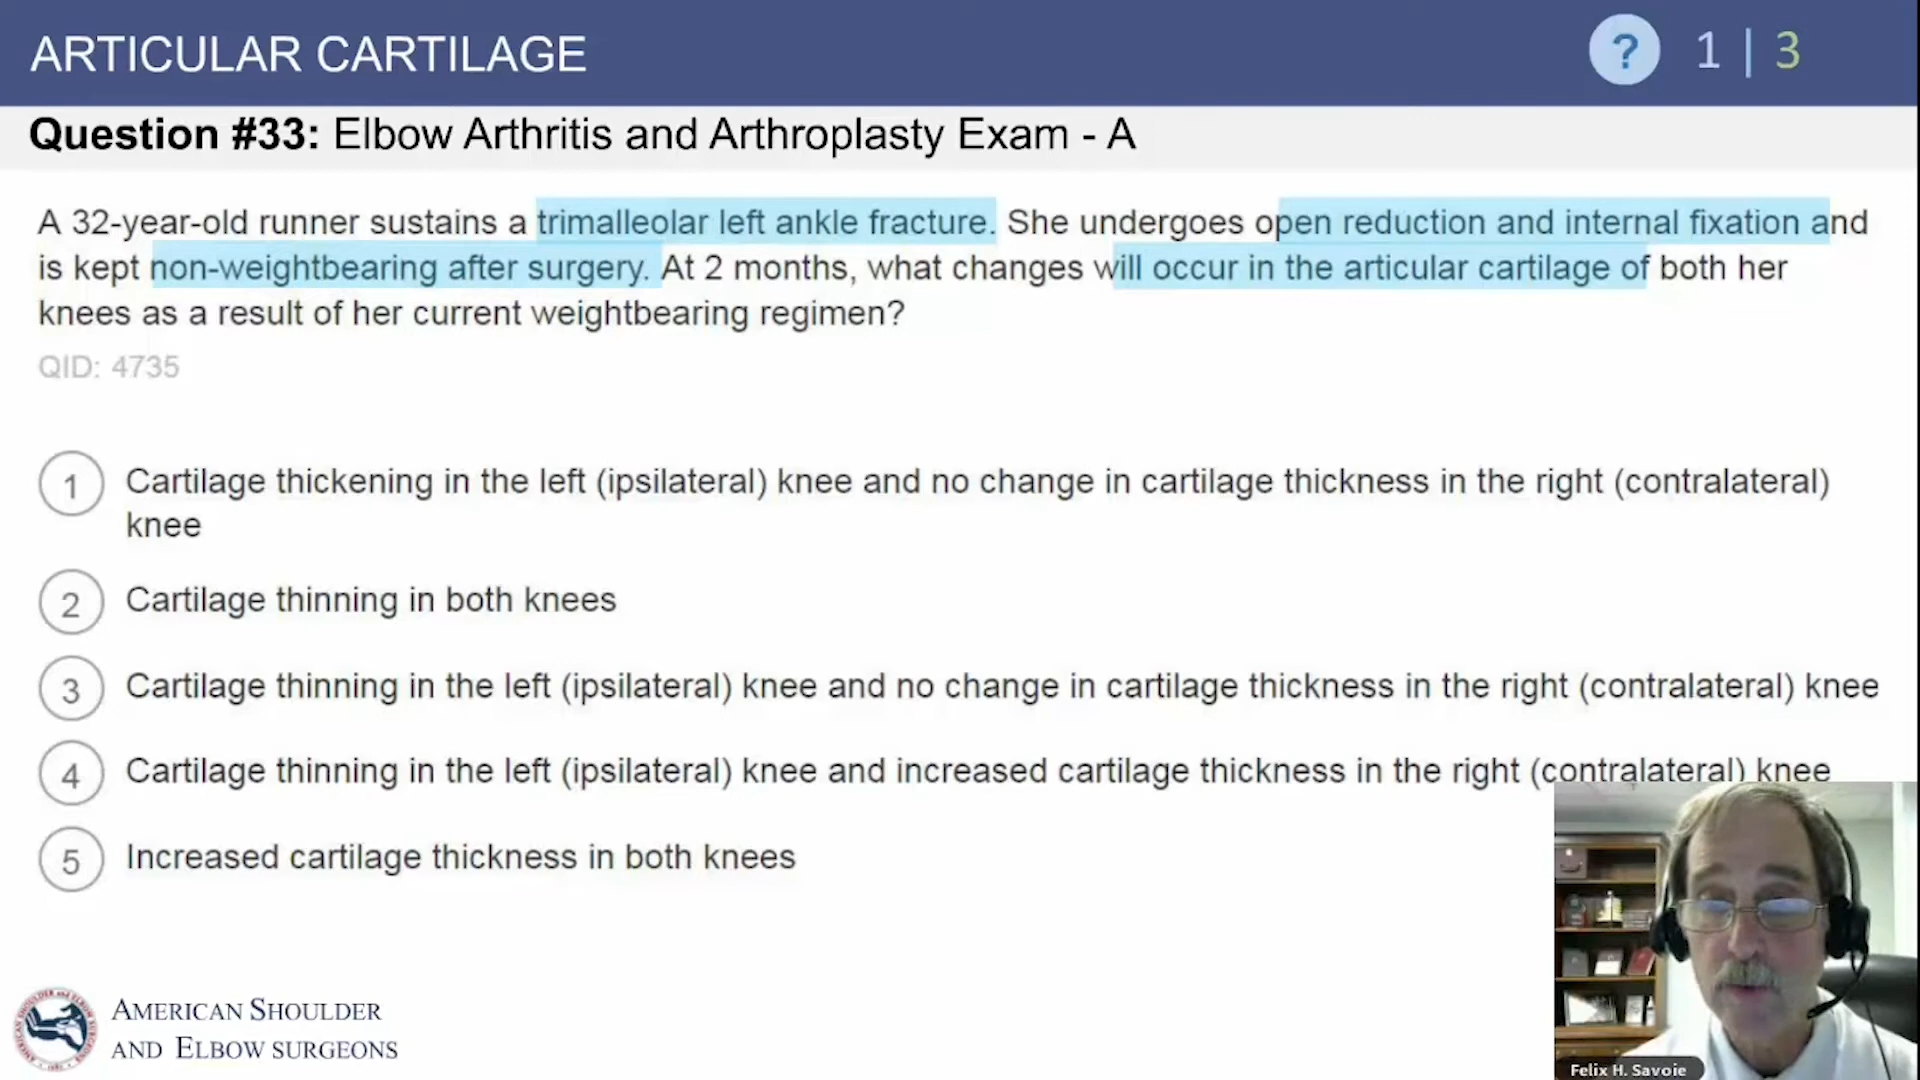 ARTICULAR CARTILAGE
? 1 | 3
Question #33: Elbow Arthritis and Arthroplasty Exam - A
A 32-year-old runner sustains a trimalleolar left ankle fracture. She undergoes open reduction and internal fixation and
is kept non-weightbearing after surgery. At 2 months, what changes will occur in the articular cartilage of both her
knees as a result of her current weightbearing regimen?
QID: 4735
1 Cartilage thickening in the left (ipsilateral) knee and no change in cartilage thickness in the right (contralateral)
knee
2 Cartilage thinning in both knees
3 Cartilage thinning in the left (ipsilateral) knee and no change in cartilage thickness in the right (contralateral) knee
4 Cartilage thinning in the left (ipsilateral) knee and increased cartilage thickness in the right (contralateral) knee
5 Increased cartilage thickness in both knees
AMERICAN SHOULDER
AND ELBOW SURGEONS
Felix H. Savoie